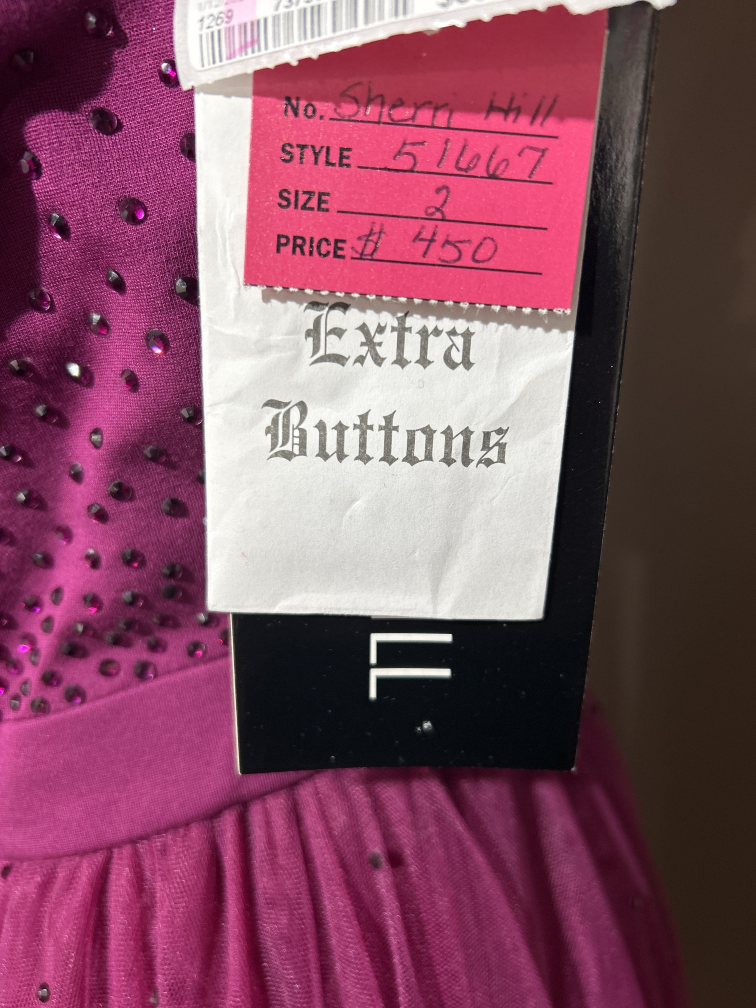 1269
No. Sherri Hill
STYLE 51667
SIZE 2
PRICE $ 450
Extra
Buttons